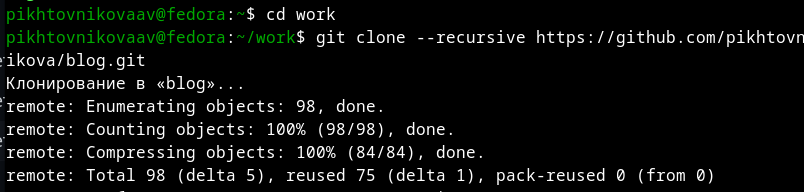 pikhtovnikovaav@fedora:~$ cd work
pikhtovnikovaav@fedora:~/work$ git clone --recursive https://github.com/pikhtovn
ikova/blog.git
Клонирование в «blog»...
remote: Enumerating objects: 98, done.
remote: Counting objects: 100% (98/98), done.
remote: Compressing objects: 100% (84/84), done.
remote: Total 98 (delta 5), reused 75 (delta 1), pack-reused 0 (from 0)